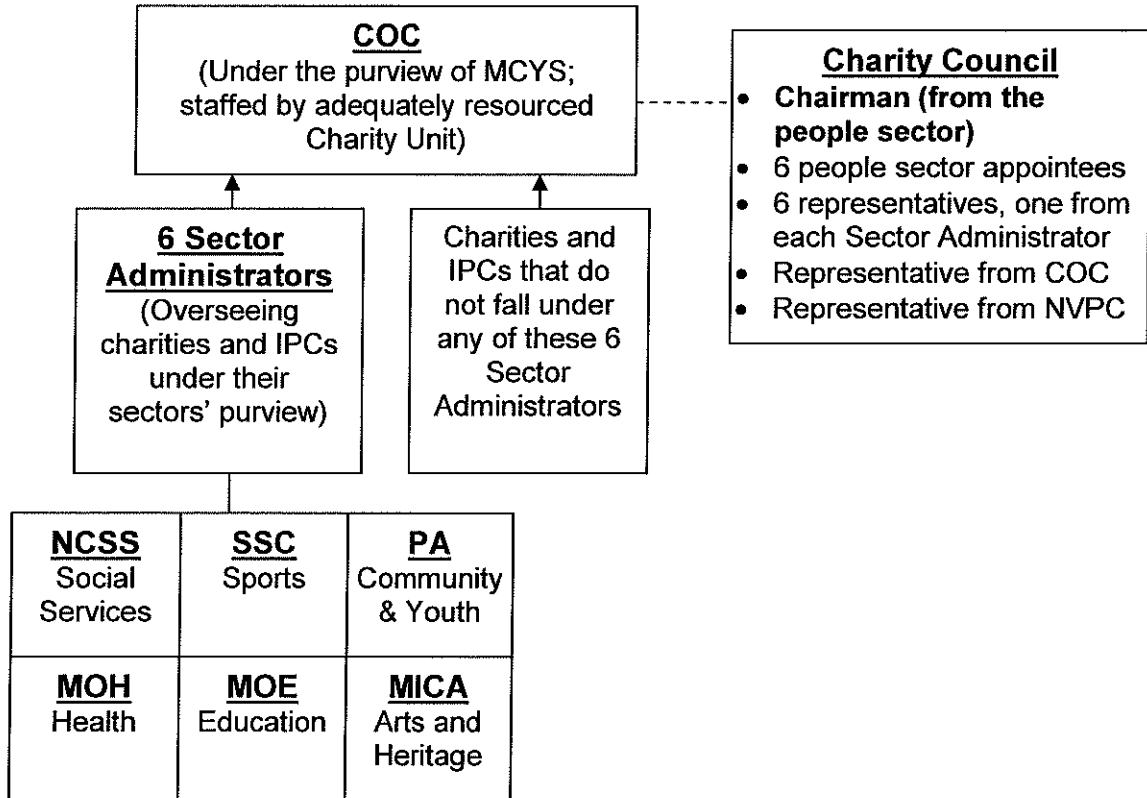 COC
(Under the purview of MCYS;
staffed by adequately resourced
Charity Unit)
Charity Council
• Chairman (from the
people sector)
• 6 people sector appointees
• 6 representatives, one from
each Sector Administrator
• Representative from COC
• Representative from NVPC
6 Sector
Administrators
(Overseeing
charities and IPCs
under their
sectors' purview)
Charities and
IPCs that do
not fall under
any of these 6
Sector
Administrators
NCSS
Social
Services
SSC
Sports
PA
Community
& Youth
MOH
Health
MOE
Education
MICA
Arts and
Heritage